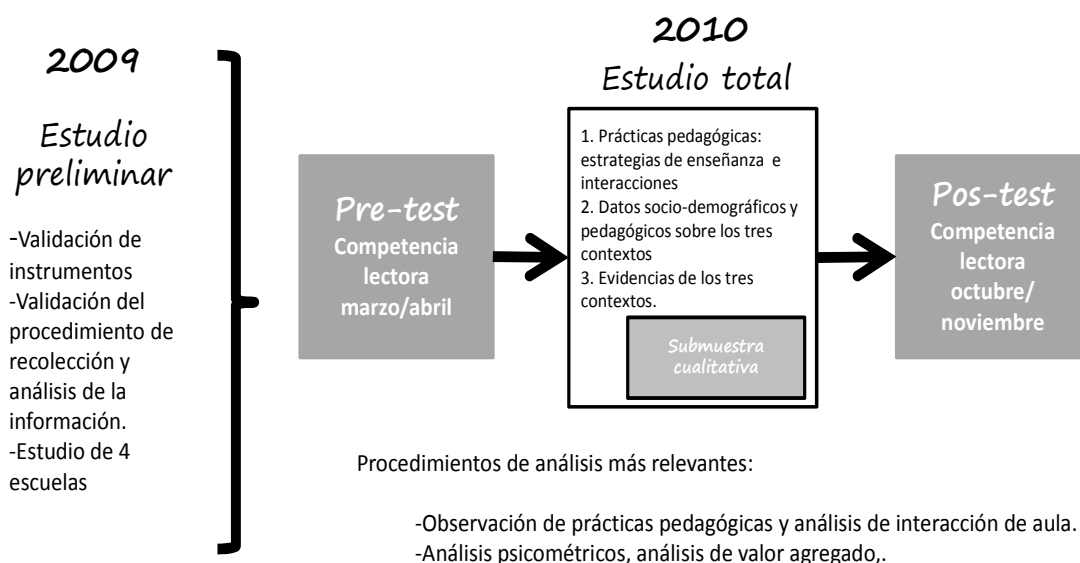 2009
Estudio
preliminar
-Validación de
instrumentos
-Validación del
procedimiento de
recolección y
análisis de la
información.
-Estudio de 4
escuelas
2010
Estudio total
Pre-test
Competencia
lectora
marzo/abril
1. Prácticas pedagógicas:
estrategias de enseñanza e
interacciones
2. Datos socio-demográficos y
pedagógicos sobre los tres
contextos
3. Evidencias de los tres
contextos.
Submuestra
cualitativa
Pos-test
Competencia
lectora
octubre/
noviembre
Procedimientos de análisis más relevantes:
-Observación de prácticas pedagógicas y análisis de interacción de aula.
-Análisis psicométricos, análisis de valor agregado,.